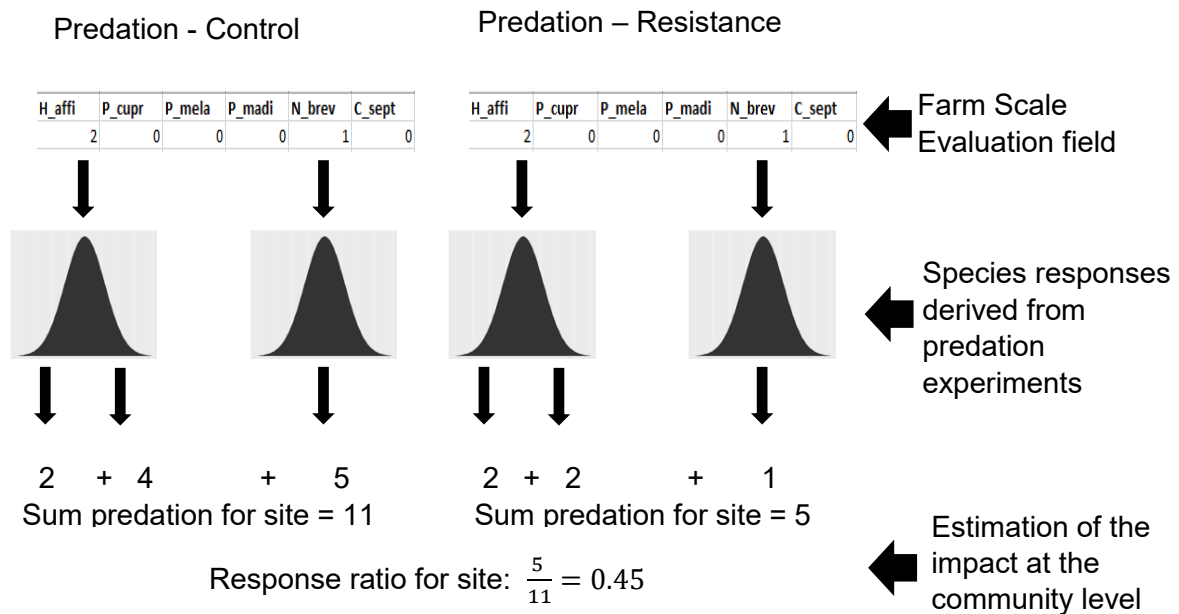 Predation - Control
Predation – Resistance
H_affi P_cupr P_mela P_madi N_brev C_sept
2 0 0 0 1 0
H_affi P_cupr P_mela P_madi N_brev C_sept
2 0 0 0 1 0
Farm Scale
Evaluation field
Species responses
derived from
predation
experiments
2 + 4 + 5
Sum predation for site = 11
2 + 2 + 1
Sum predation for site = 5
Response ratio for site: 5/11 = 0.45
Estimation of the
impact at the
community level